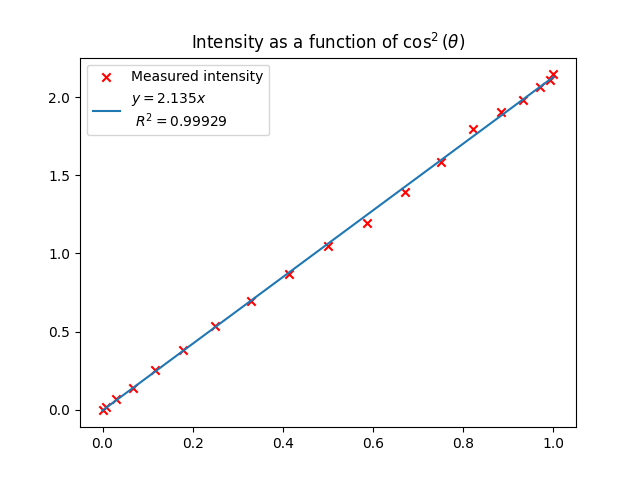 Intensity as a function of cos²(θ)
Measured intensity
y = 2.135x
R² = 0.99929
2.0
1.5
1.0
0.5
0.0
0.0 0.2 0.4 0.6 0.8 1.0